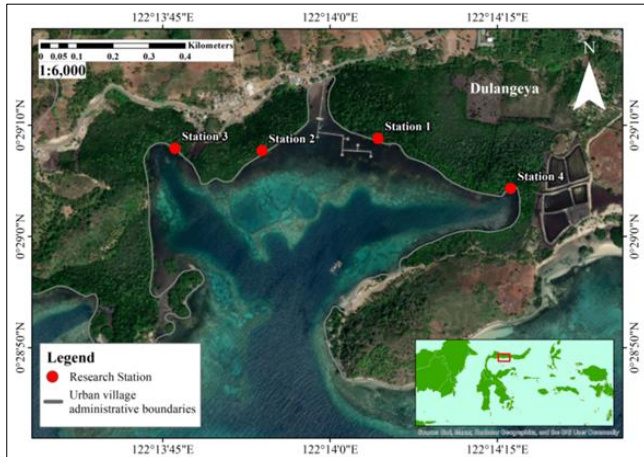 122°13'45"E 122°14'0"E 122°14'15"E
Kilometers
0 0.05 0.1 0.2 0.3 0.4
1:6,000
N
Dulangeya
0°29'10"N
0°29'10"N
Station 1
Station 3
Station 2
Station 4
0°29'0"N
0°29'0"N
0°28'50"N
0°28'50"N
Legend
Research Station
Urban village
administrative boundaries
Source: Esri, Maxar, Earthstar Geographics, and the GIS User Community
122°13'45"E 122°14'0"E 122°14'15"E